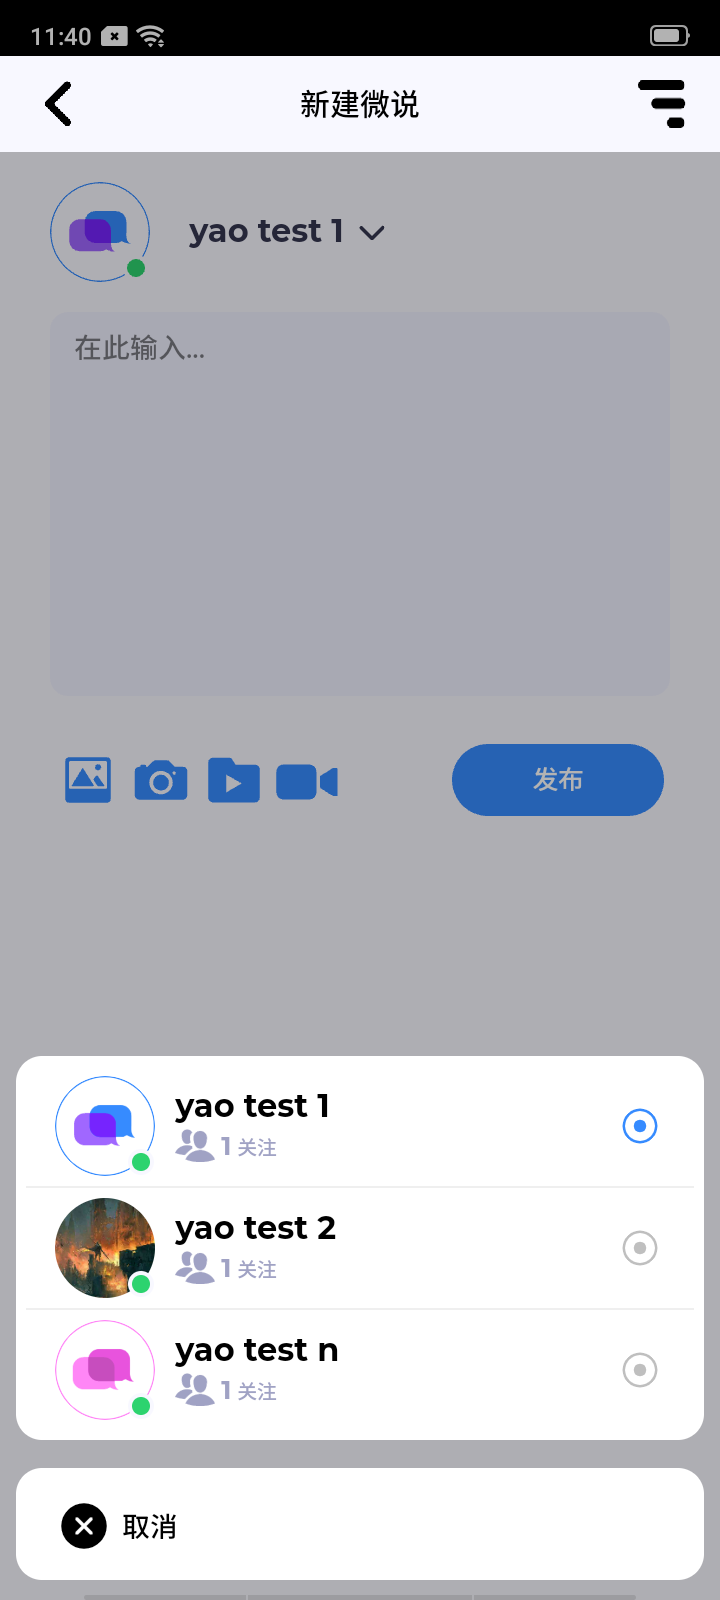 11:40
新建微说
yao test 1
在此输入...
发布
yao test 1
1 关注
yao test 2
1 关注
yao test n
1 关注
取消